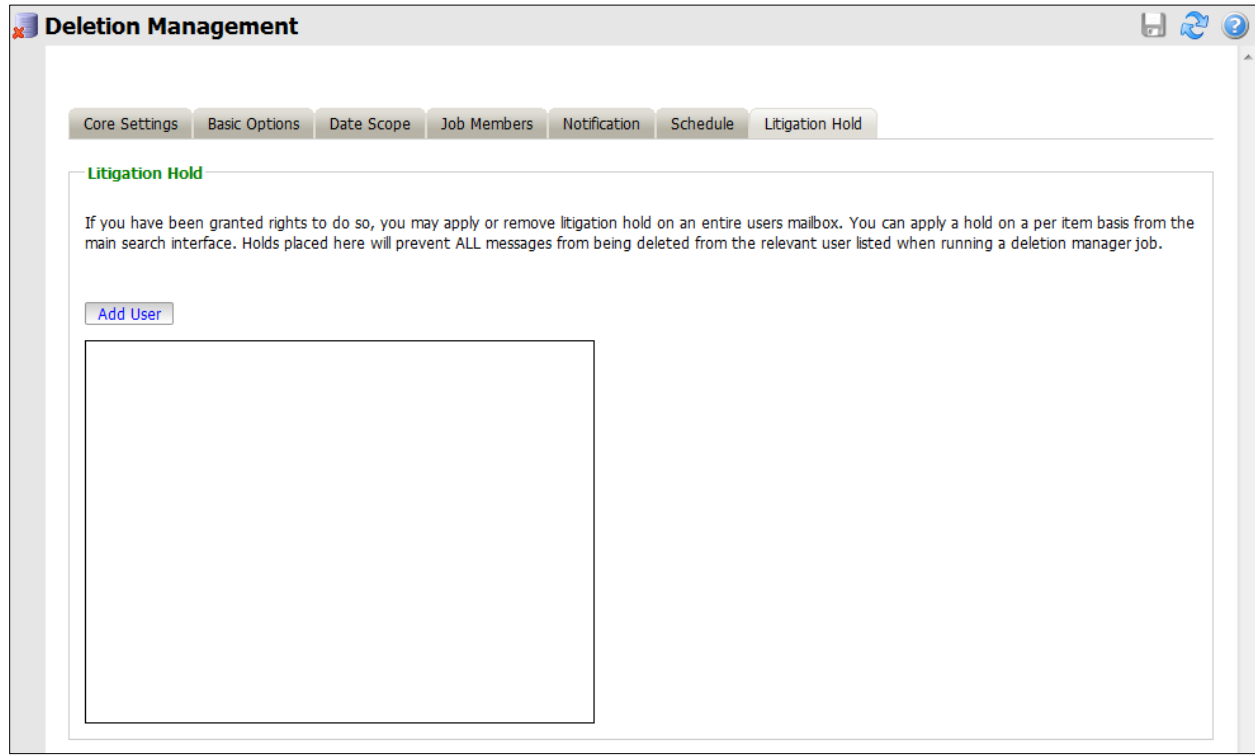 Deletion Management
Core Settings Basic Options Date Scope Job Members Notification Schedule Litigation Hold
Litigation Hold
If you have been granted rights to do so, you may apply or remove litigation hold on an entire users mailbox. You can apply a hold on a per item basis from the
main search interface. Holds placed here will prevent ALL messages from being deleted from the relevant user listed when running a deletion manager job.
Add User